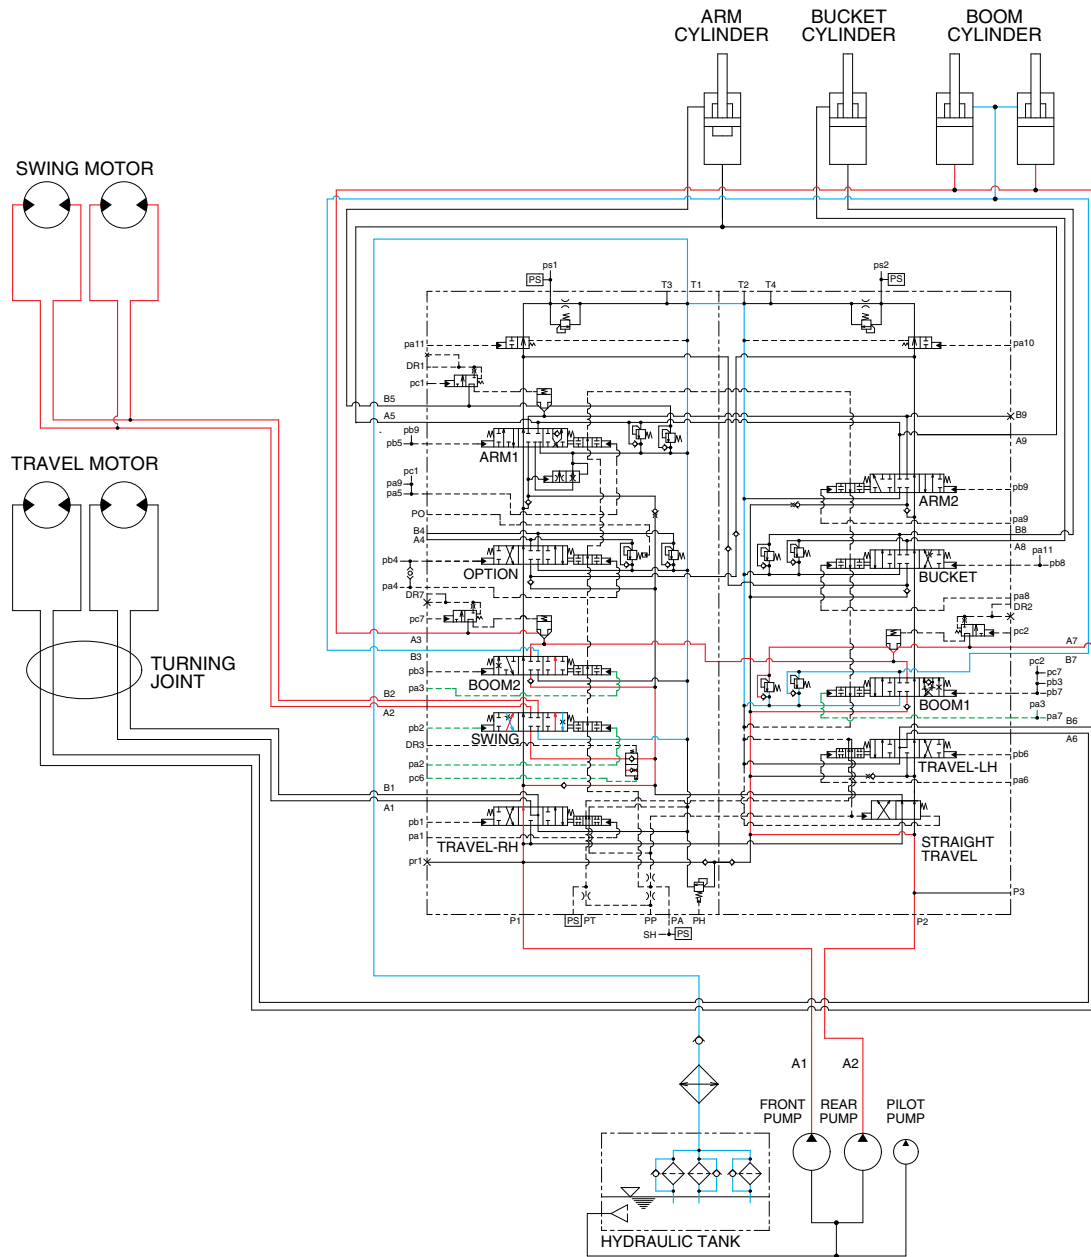 ARM
CYLINDER
BUCKET
CYLINDER
BOOM
CYLINDER
SWING MOTOR
TRAVEL MOTOR
TURNING
JOINT
ps1
PS
T3 T1
T2 T4
ps2
PS
pa11
DR1
pc1
B5
A5
pb9
pb5
ARM1
pc1
pa9
pa5
PO
B4
A4
pb4
OPTION
pa4
DR7
pc7
A3
B3
pb3
BOOM2
pa3
B2
A2
pb2
SWING
DR3
pa2
pc6
B1
A1
pb1
TRAVEL-RH
pa1
pr1
pa10
B9
A9
pb9
ARM2
pa9
B8
A8
pa11
pb8
BUCKET
pa8
DR2
pc2
A7
B7
pc2
pc7
pb3
pb7
BOOM1
pa3
pa7
B6
A6
pb6
TRAVEL-LH
pa6
STRAIGHT
TRAVEL
P3
P1
PS PT
PP PA PH
SH PS
P2
A1
A2
FRONT
PUMP
REAR
PUMP
PILOT
PUMP
HYDRAULIC TANK